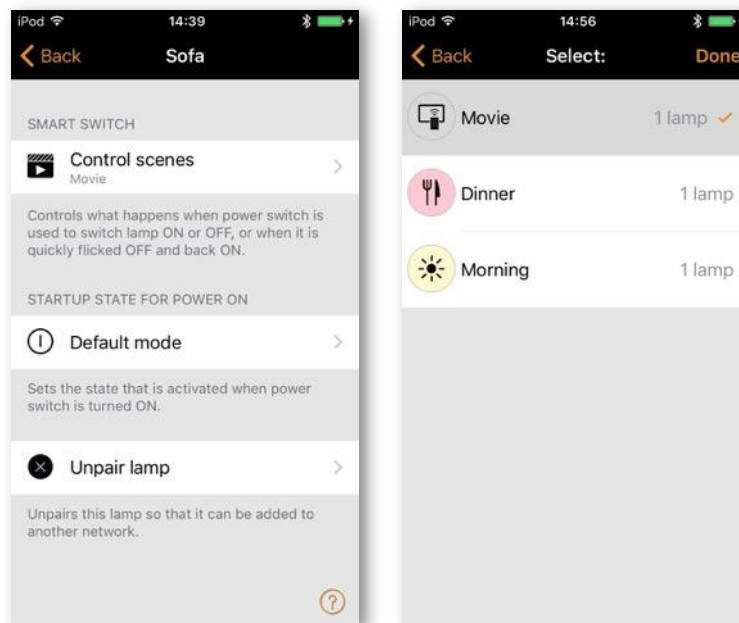 iPod 14:39
Back Sofa
SMART SWITCH
Control scenes
Movie
Controls what happens when power switch is
used to switch lamp ON or OFF, or when it is
quickly flicked OFF and back ON.
STARTUP STATE FOR POWER ON
Default mode
Sets the state that is activated when power
switch is turned ON.
Unpair lamp
Unpairs this lamp so that it can be added to
another network.
?
iPod 14:56
Back Select: Done
Movie 1 lamp
Dinner 1 lamp
Morning 1 lamp